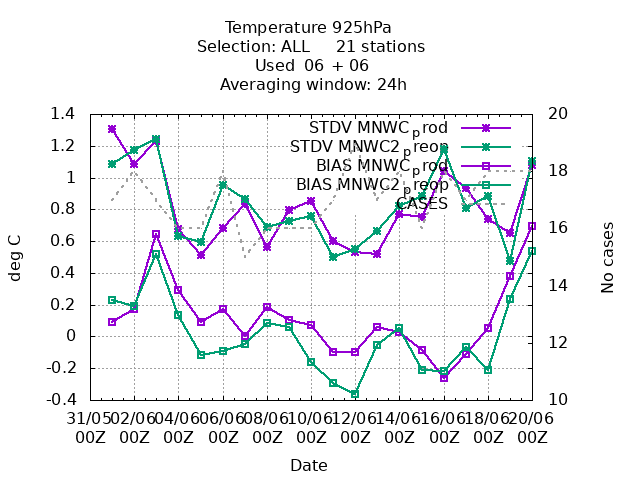 Temperature 925hPa
Selection: ALL 21 stations
Used 06 + 06
Averaging window: 24h
1.4 20
STDV MNWC_prod
1.2
STDV MNWC2_preop
1 18
BIAS MNWC_prod
BIAS MNWC2_preop
0.8
CASES
0.6 16
deg C
No cases
0.4 14
0.2
0 12
-0.2
-0.4 10
31/05 02/06 04/06 06/06 08/06 10/06 12/06 14/06 16/06 18/06 20/06
00Z 00Z 00Z 00Z 00Z 00Z 00Z 00Z 00Z 00Z 00Z
Date